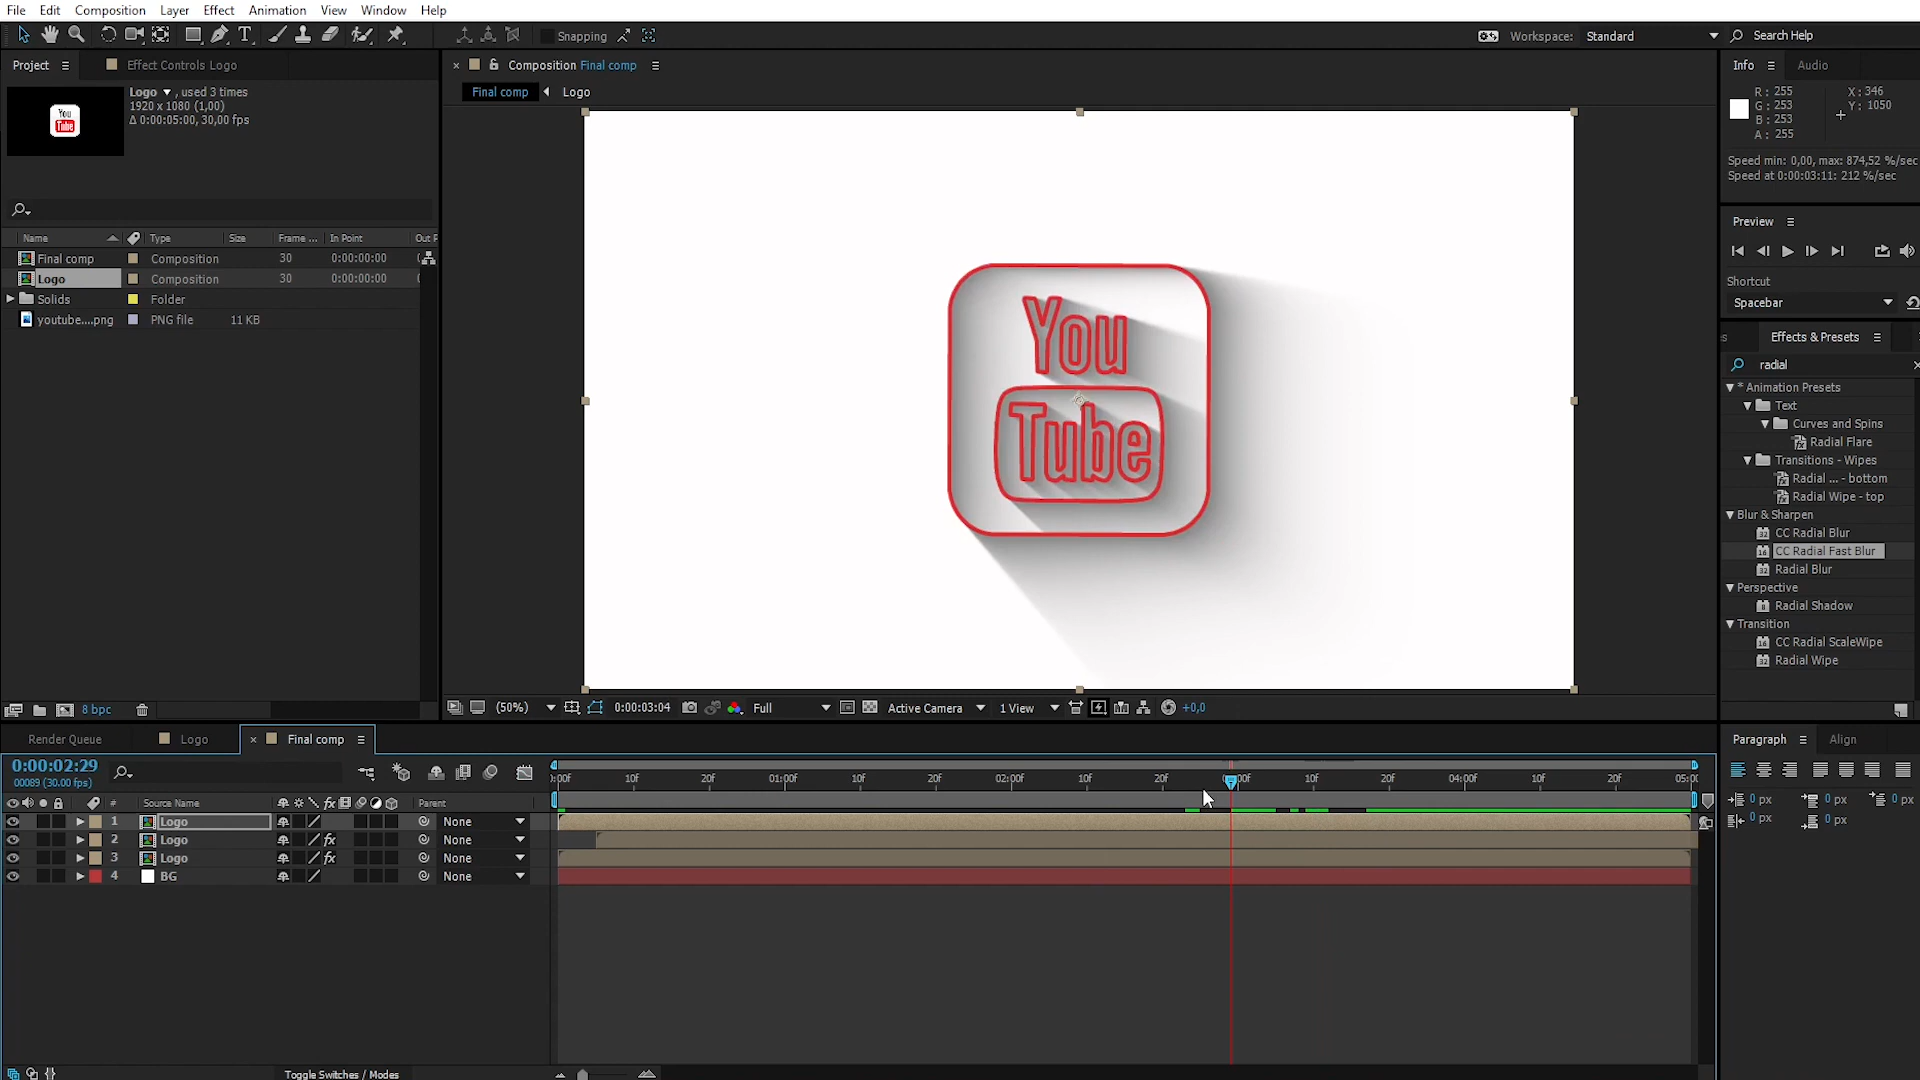 File Edit Composition Layer Effect Animation View Window Help
Snapping
Workspace: Standard
Search Help
Project
Effect Controls Logo
Composition Final comp
Info
Audio
Logo ▼ , used 3 times
1920 x 1080 (1,00)
Δ 0:00:05:00, 30,00 fps
You
Tube
Final comp
Logo
R : 255
G : 253
B : 253
A : 255
X : 346
Y : 1050
Speed min: 0,00, max: 874,52 %/sec
Speed at 0:00:03:11: 212 %/sec
Preview
Shortcut
Spacebar
Name Type Size Frame ... In Point Out P
Final comp Composition 30 0:00:00:00
Logo Composition 30 0:00:00:00
Solids Folder
youtube....png PNG file 11 KB
You
Tube
Effects & Presets
radial
* Animation Presets
Text
Curves and Spins
Radial Flare
Transitions - Wipes
Radial ... - bottom
Radial Wipe - top
Blur & Sharpen
CC Radial Blur
CC Radial Fast Blur
Radial Blur
Perspective
Radial Shadow
Transition
CC Radial ScaleWipe
Radial Wipe
8 bpc
(50%) 0:00:03:04 Full Active Camera 1 View +0,0
Render Queue
Logo
Final comp
Paragraph
Align
0:00:02:29
00089 (30.00 fps)
:00f 10f 20f 01:00f 10f 20f 02:00f 10f 20f 10f 20f 04:00f 10f 20f 05:00
# Source Name Parent
1 Logo None
2 Logo fx None
3 Logo fx None
4 BG None
0 px 0 px 0 px
0 px 0 px
Toggle Switches / Modes